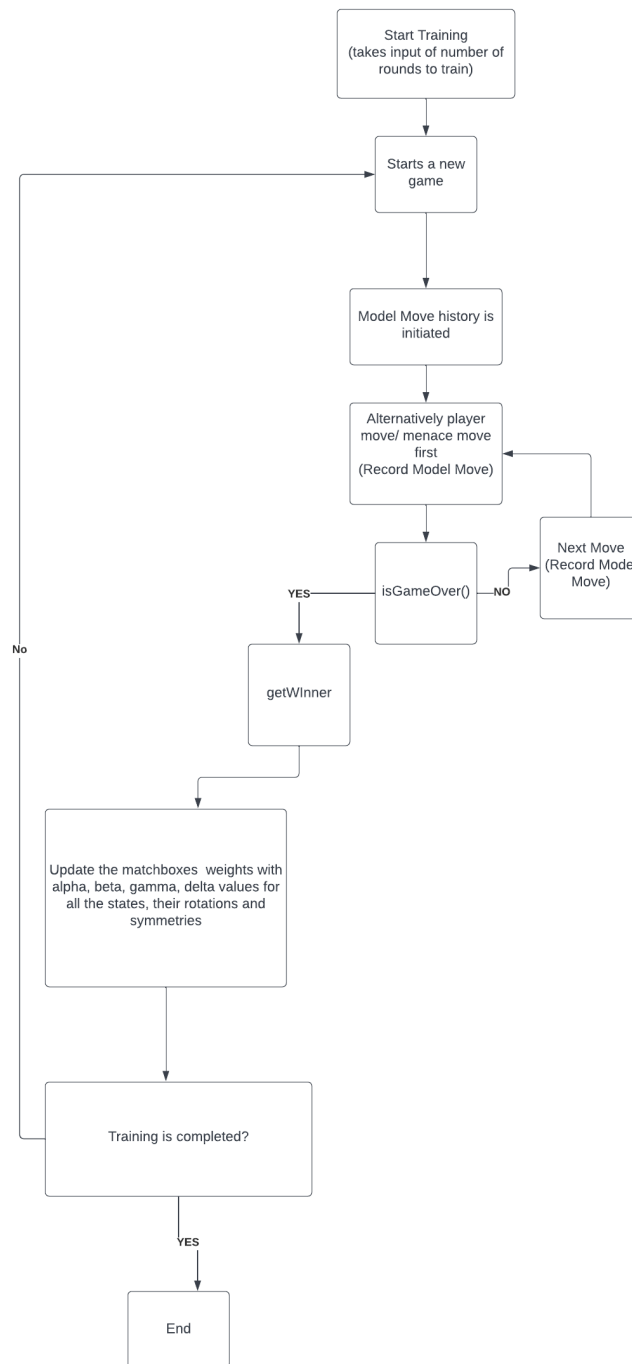 Start Training
(takes input of number of
rounds to train)
Starts a new
game
Model Move history is
initiated
Alternatively player
move/ menace move
first
(Record Model Move)
isGameOver()
NO
Next Move
(Record Mode
Move)
YES
getWInner
No
Update the matchboxes  weights with
alpha, beta, gamma, delta values for
all the states, their rotations and
symmetries
Training is completed?
YES
End